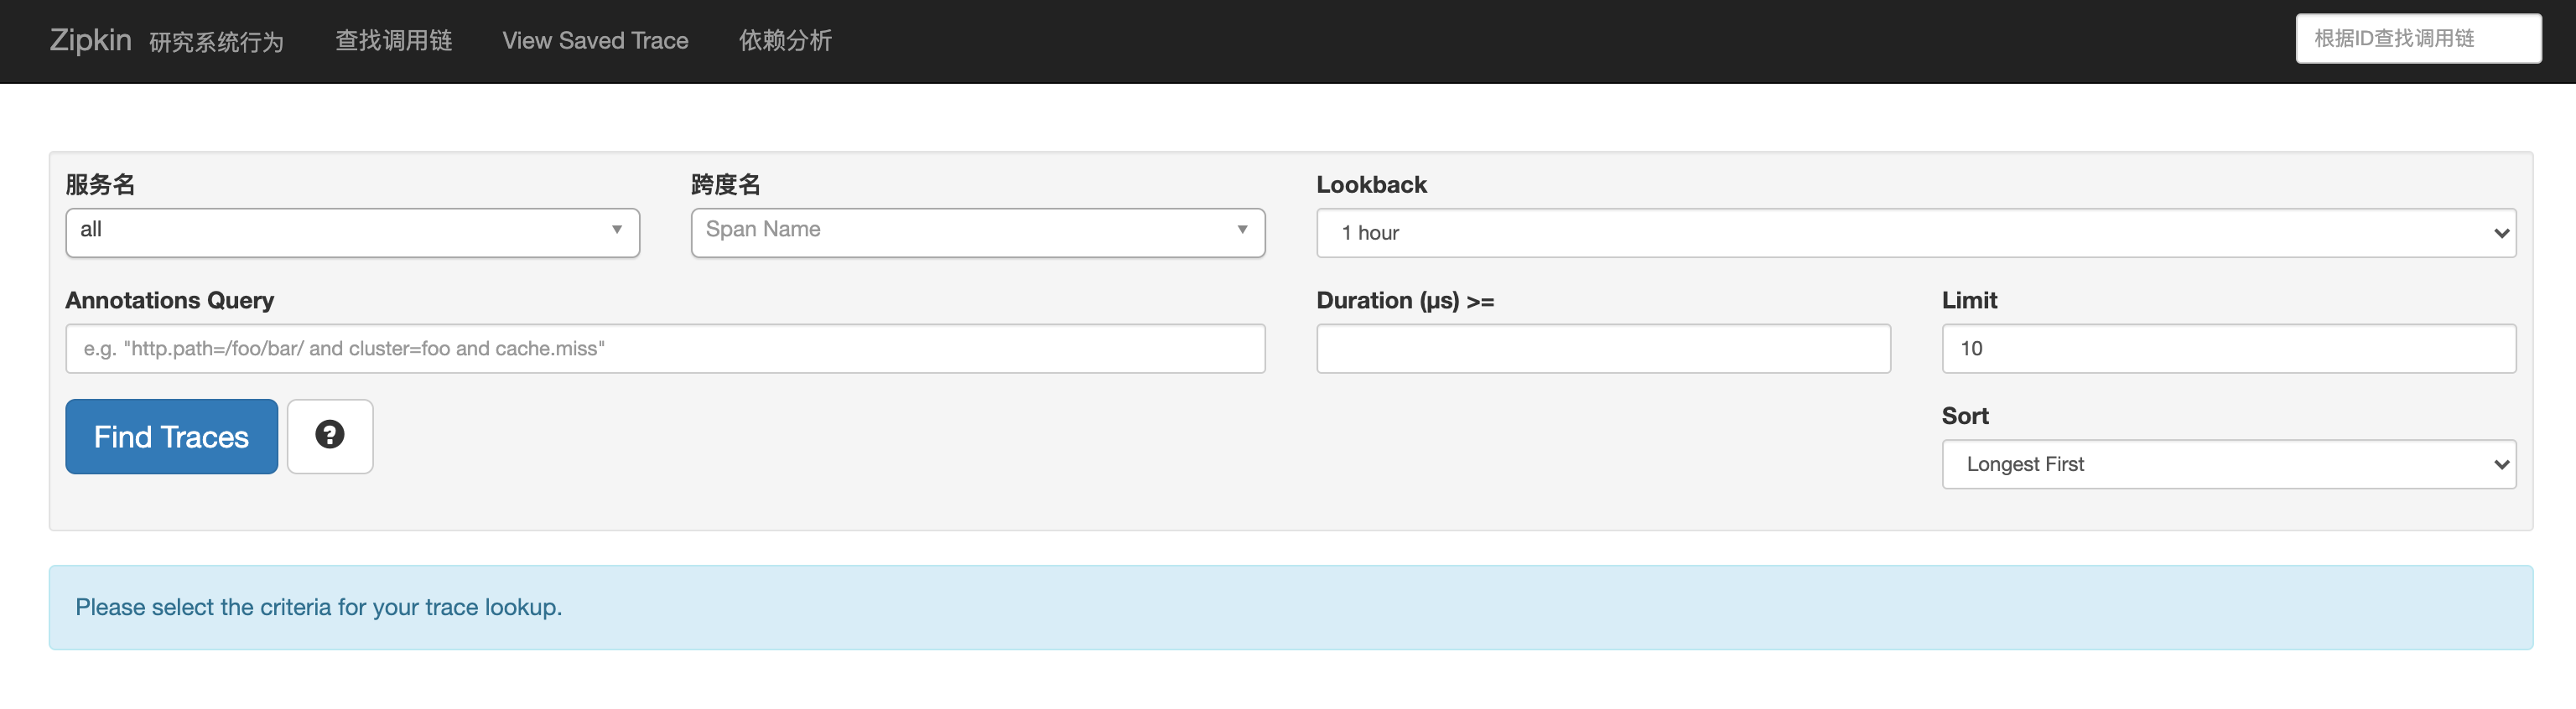 Zipkin 研究系统行为 查找调用链 View Saved Trace 依赖分析 根据ID查找调用链
服务名 跨度名 Lookback
all Span Name 1 hour
Annotations Query Duration (μs) >= Limit
e.g. "http.path=/foo/bar/ and cluster=foo and cache.miss" 10
Find Traces ? Sort
Longest First
Please select the criteria for your trace lookup.